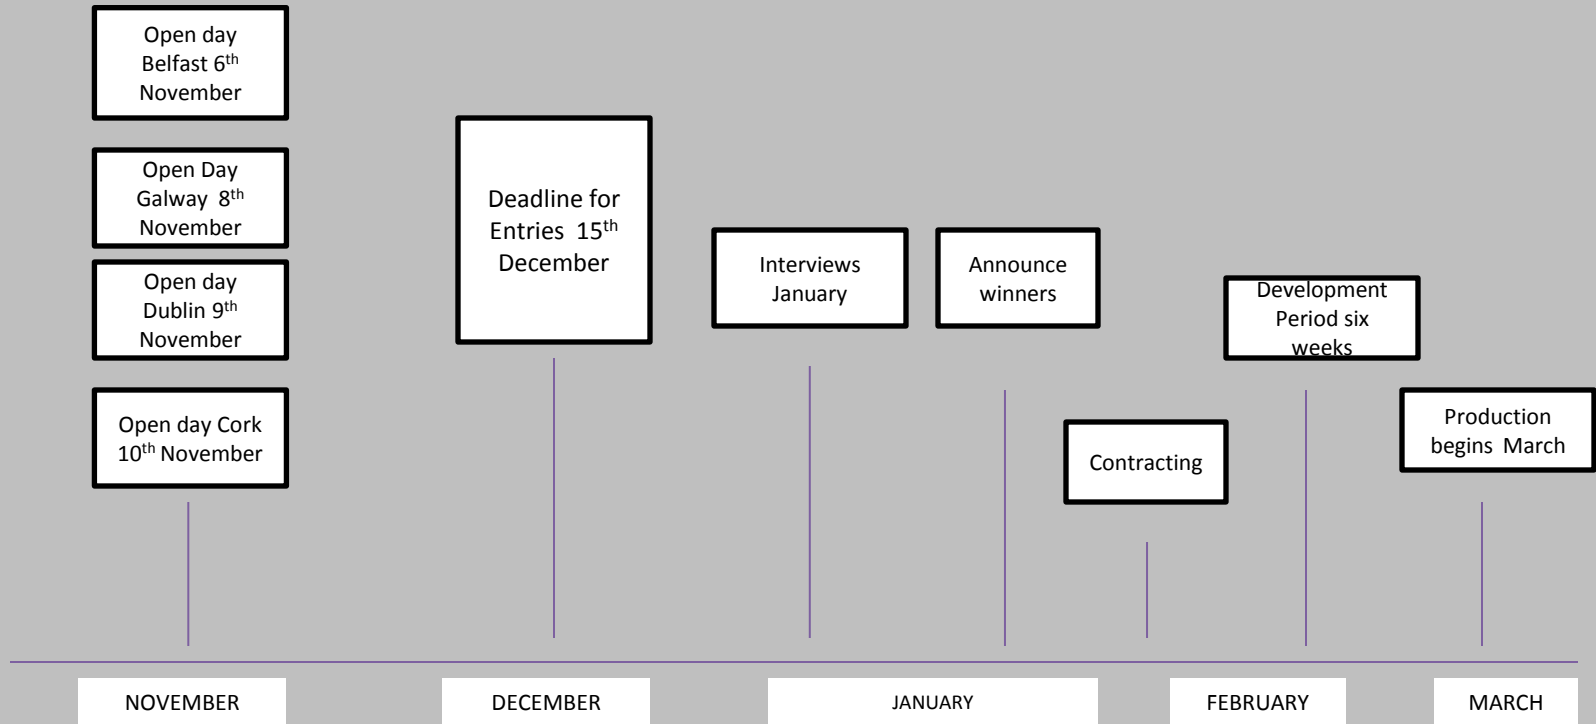 Open day
Belfast 6th
November
Open Day
Galway 8th
November
Open day
Dublin 9th
November
Open day Cork
10th November
Deadline for
Entries 15th
December
Interviews
January
Announce
winners
Contracting
Development
Period six
weeks
Production
begins March
NOVEMBER
DECEMBER
JANUARY
FEBRUARY
MARCH